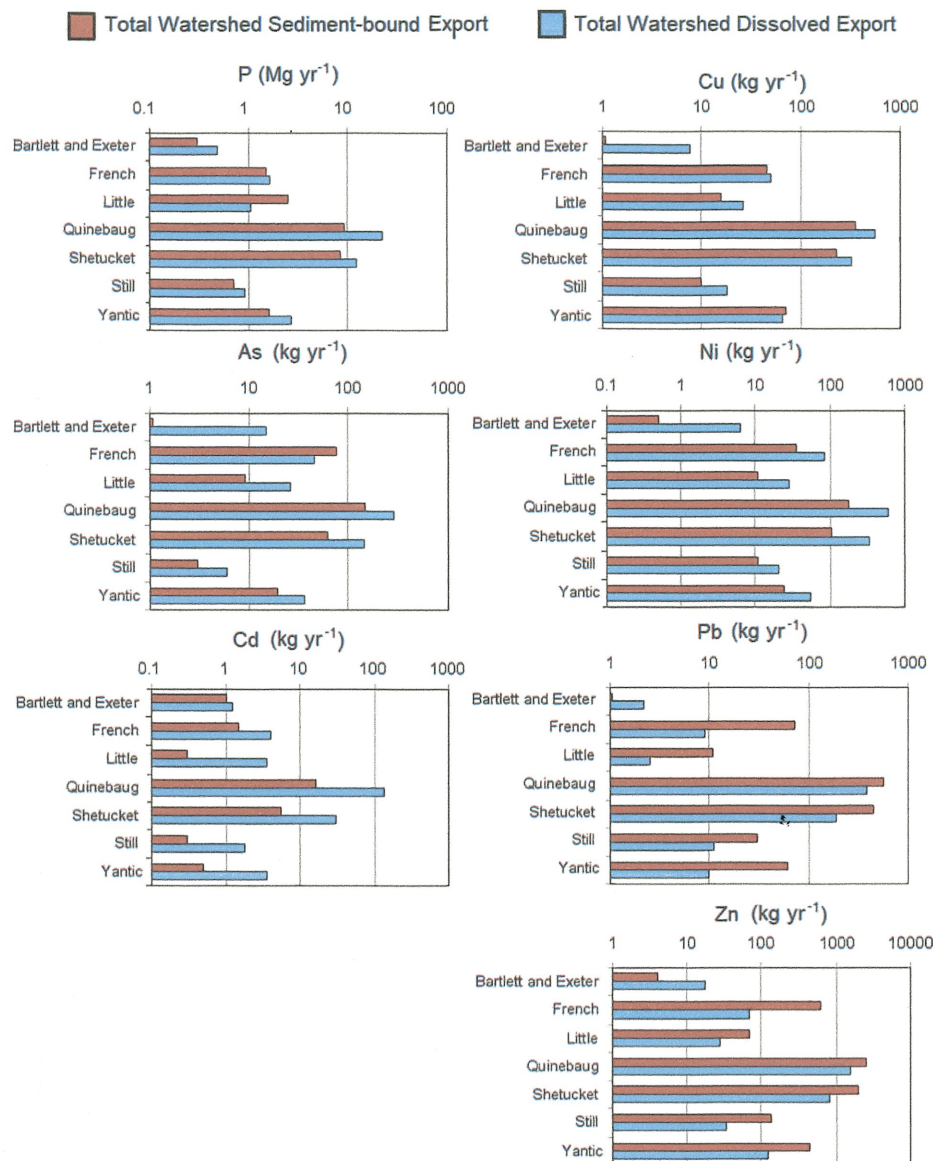 Total Watershed Sediment-bound Export
Total Watershed Dissolved Export
P (Mg yr-1)
0.1 1 10 100
Bartlett and Exeter
French
Little
Quinebaug
Shetucket
Still
Yantic
Cu (kg yr-1)
1 10 100 1000
Bartlett and Exeter
French
Little
Quinebaug
Shetucket
Still
Yantic
As (kg yr-1)
1 10 100 1000
Bartlett and Exeter
French
Little
Quinebaug
Shetucket
Still
Yantic
Ni (kg yr-1)
0.1 1 10 100 1000
Bartlett and Exeter
French
Little
Quinebaug
Shetucket
Still
Yantic
Cd (kg yr-1)
0.1 1 10 100 1000
Bartlett and Exeter
French
Little
Quinebaug
Shetucket
Still
Yantic
Pb (kg yr-1)
1 10 100 1000
Bartlett and Exeter
French
Little
Quinebaug
Shetucket
Still
Yantic
Zn (kg yr-1)
1 10 100 1000 10000
Bartlett and Exeter
French
Little
Quinebaug
Shetucket
Still
Yantic